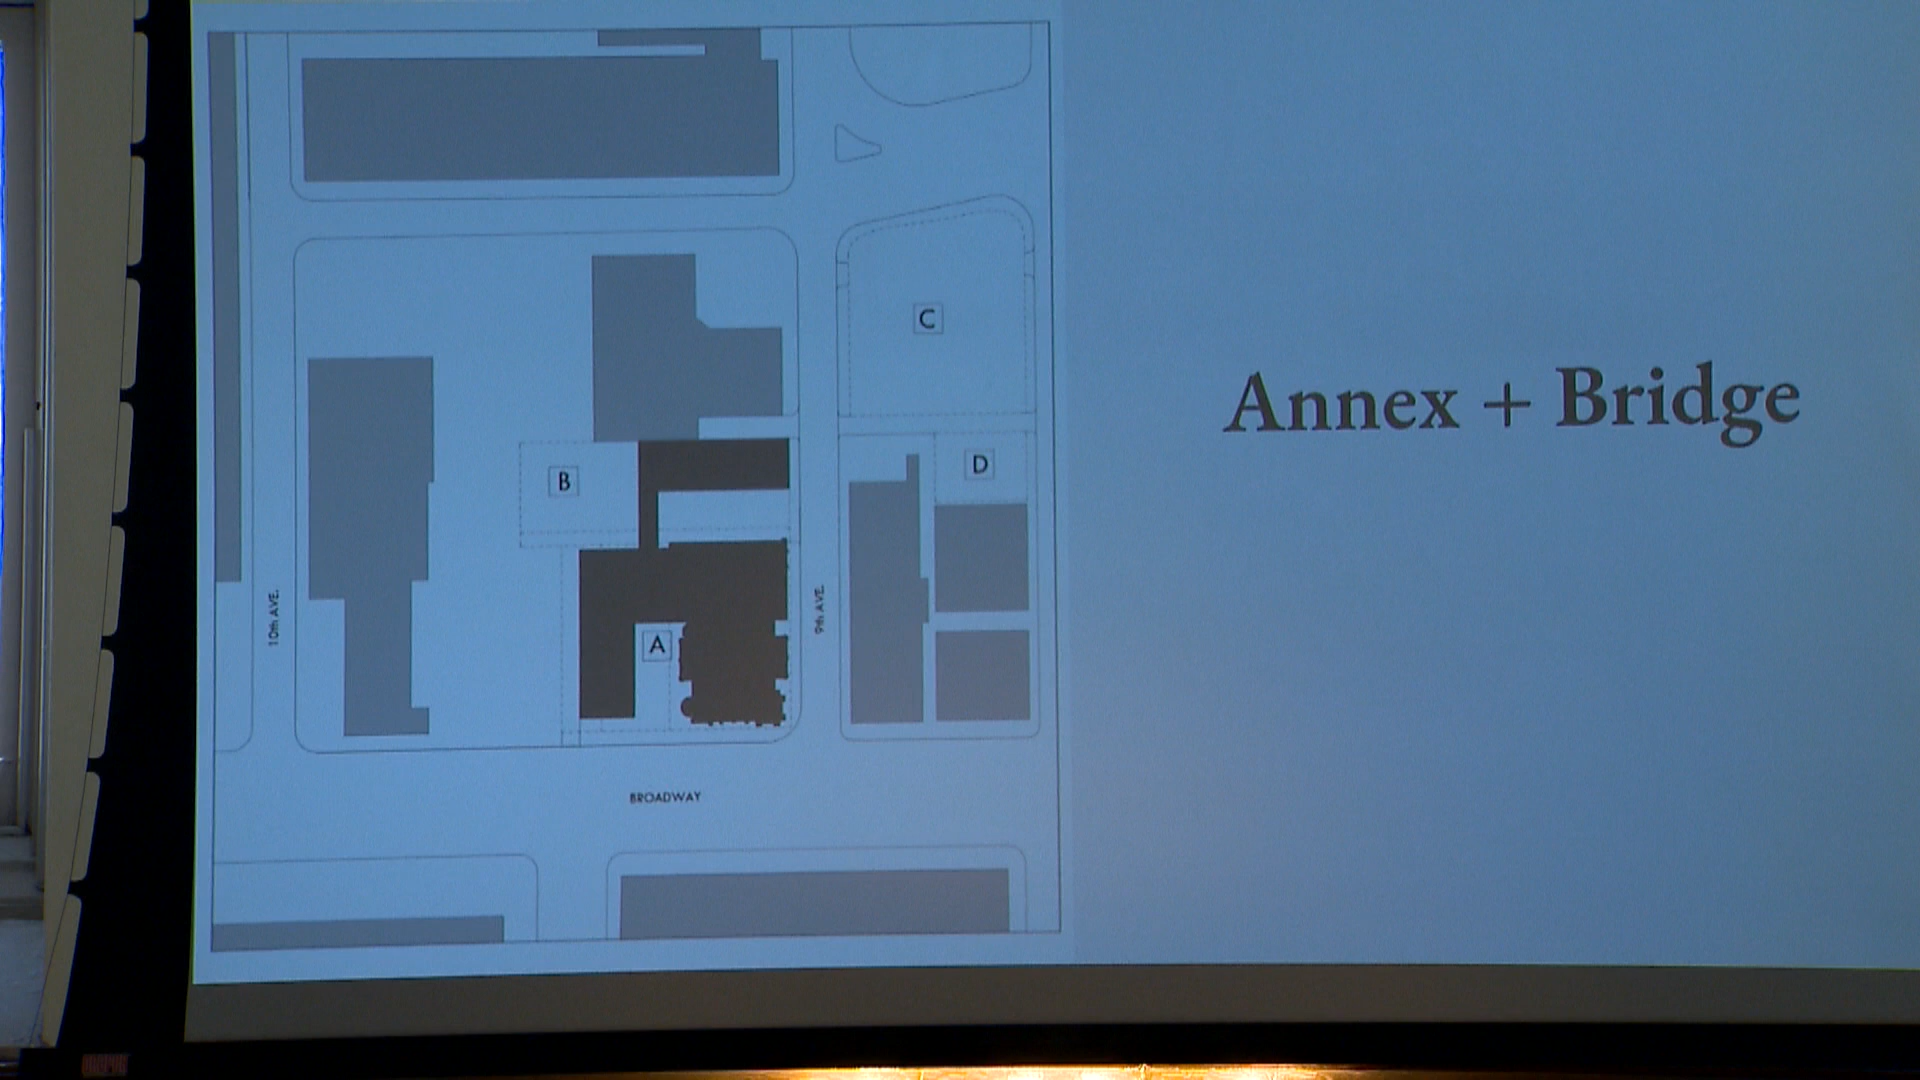 C
Annex + Bridge
B
D
10th AVE.
9th AVE.
A
BROADWAY